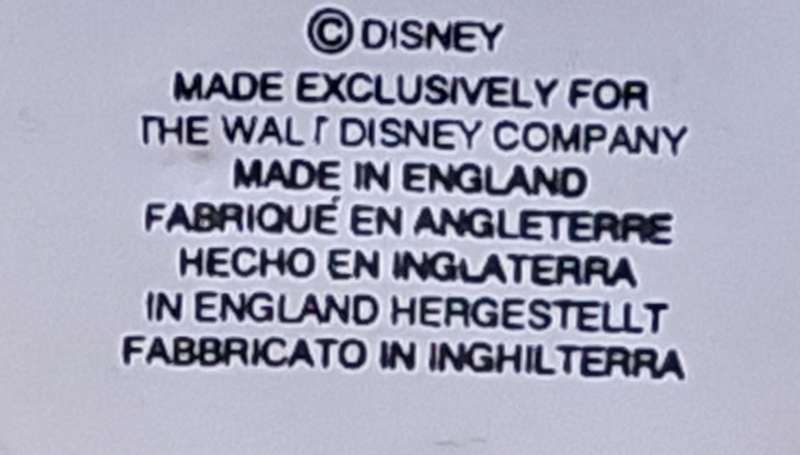 © DISNEY
MADE EXCLUSIVELY FOR
THE WALT DISNEY COMPANY
MADE IN ENGLAND
FABRIQUÉ EN ANGLETERRE
HECHO EN INGLATERRA
IN ENGLAND HERGESTELLT
FABBRICATO IN INGHILTERRA